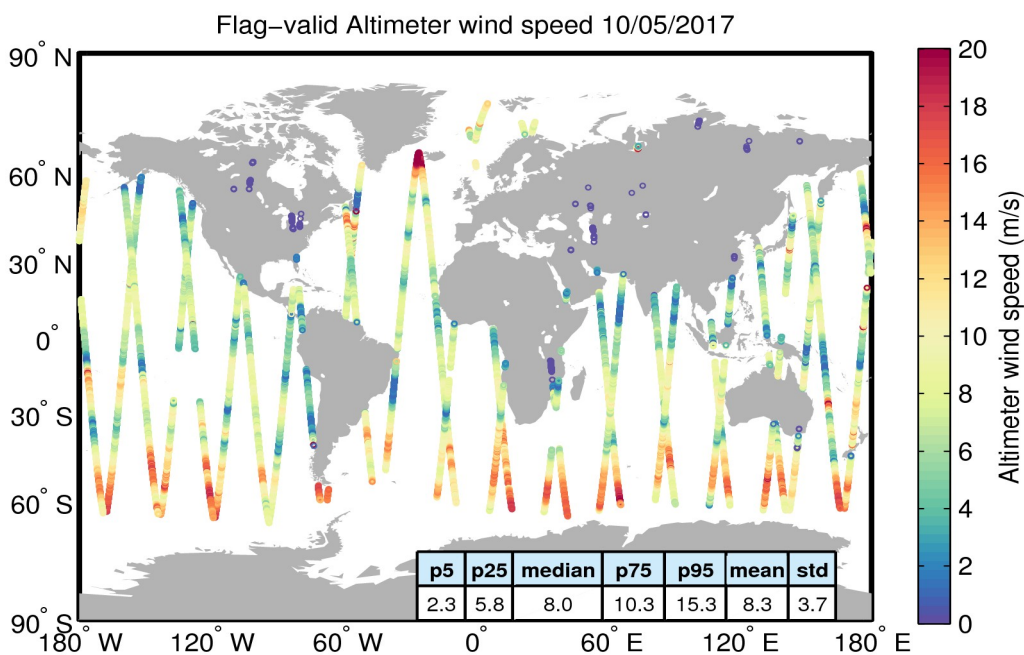 Flag−valid Altimeter wind speed 10/05/2017
90° N
60° N
30° N
0°
30° S
60° S
90° S
180° W
120° W
60° W
0°
60° E
120° E
180° E
p5 p25 median p75 p95 mean std
2.3 5.8 8.0 10.3 15.3 8.3 3.7
20
18
16
14
12
10
8
6
4
2
0
Altimeter wind speed (m/s)